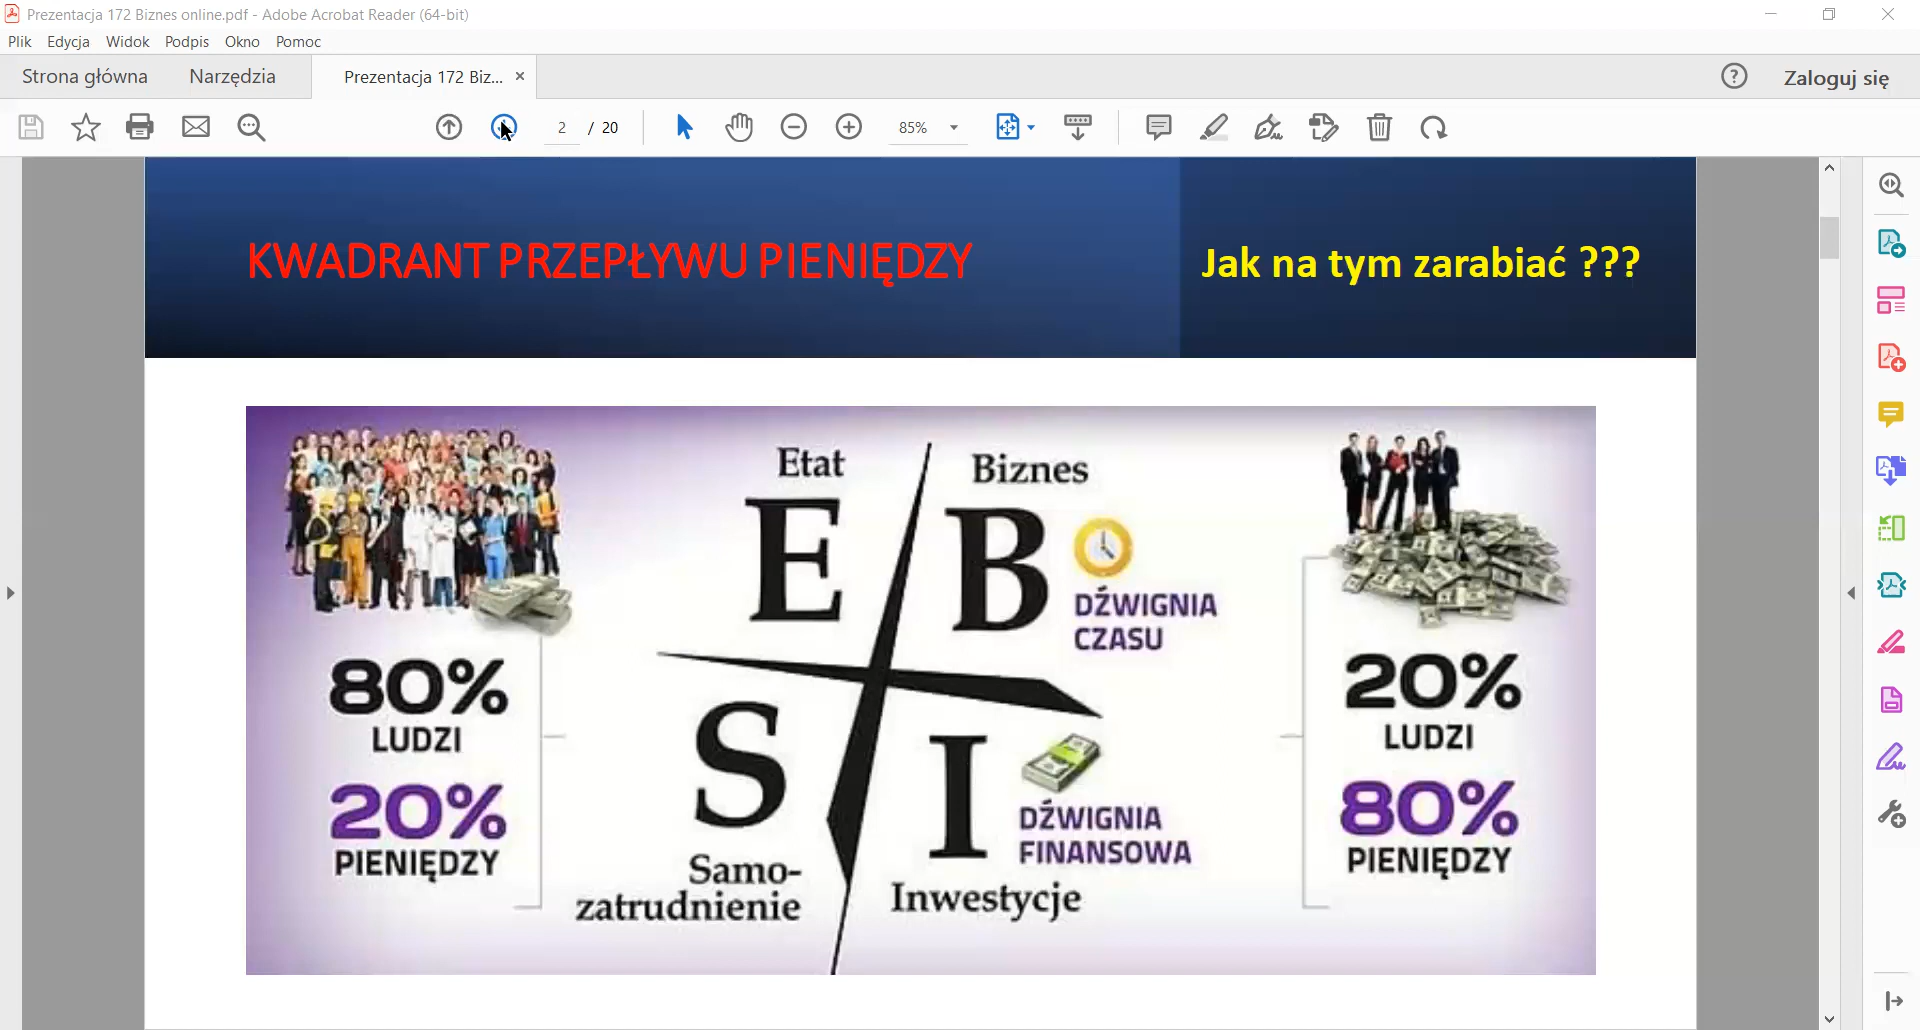 Prezentacja 172 Biznes online.pdf - Adobe Acrobat Reader (64-bit)
Plik Edycja Widok Podpis Okno Pomoc
Strona główna Narzędzia Prezentacja 172 Biz... Zaloguj się
2 / 20 85%
KWADRANT PRZEPŁYWU PIENIĘDZY
Jak na tym zarabiać ???
Etat
E
Biznes
B
DŹWIGNIA
CZASU
80%
LUDZI
20%
PIENIĘDZY
S
Samo-
zatrudnienie
I
DŹWIGNIA
FINANSOWA
Inwestycje
20%
LUDZI
80%
PIENIĘDZY